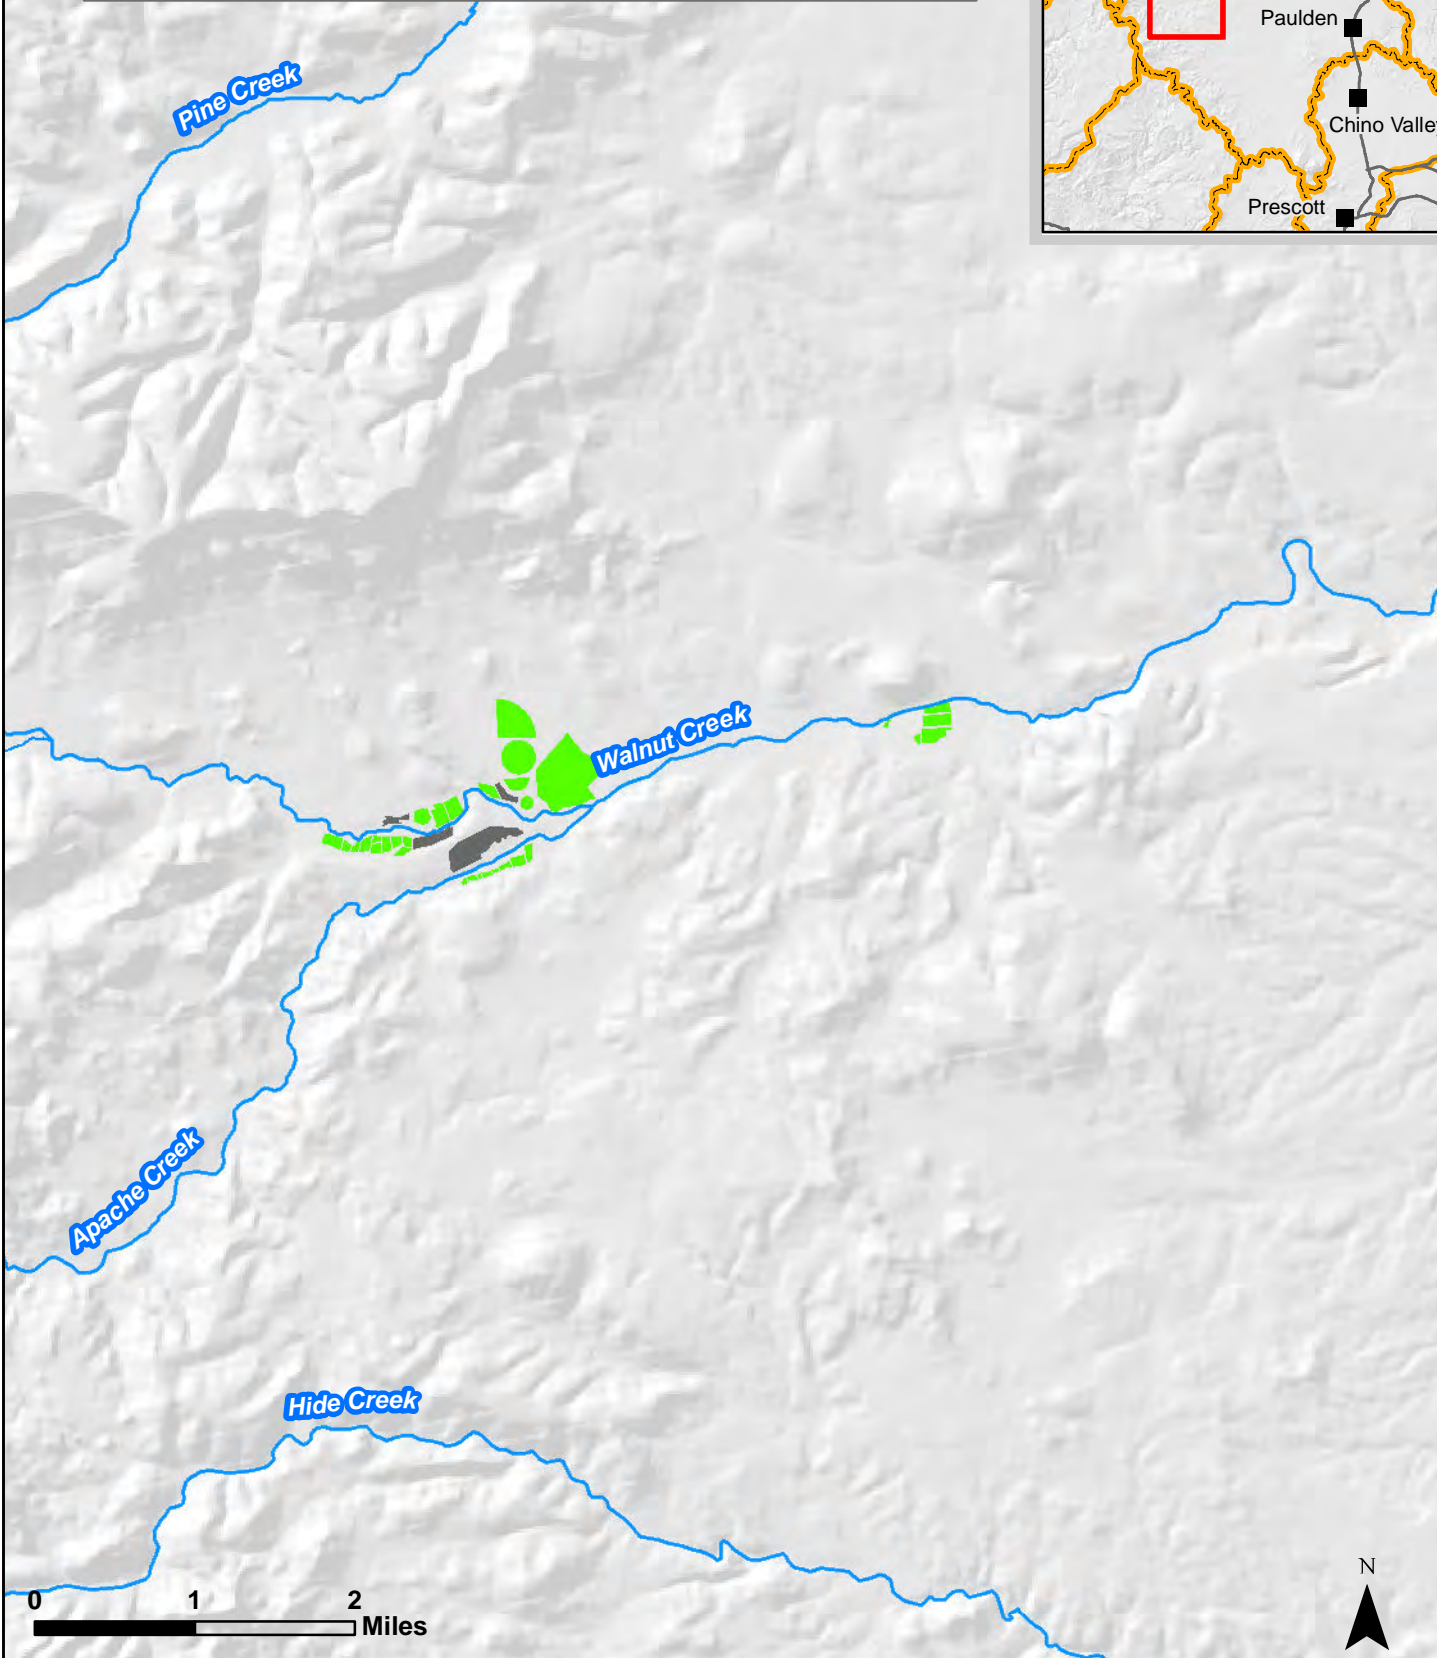 Paulden
Pine Creek
Chino Valley
Prescott
Walnut Creek
Apache Creek
Hide Creek
N
0 1 2
Miles